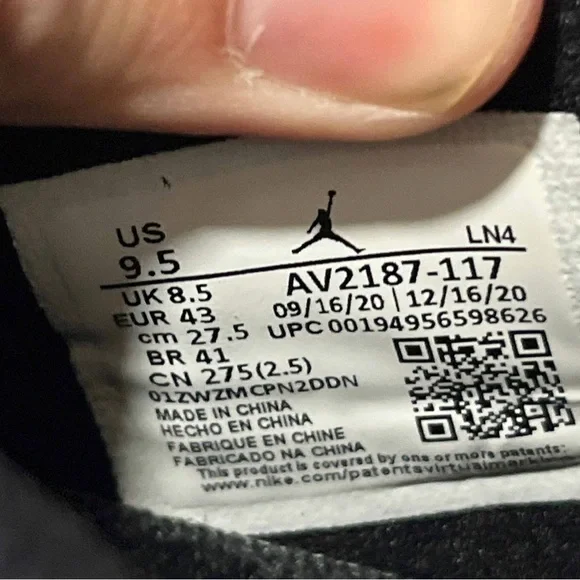 US
9.5
LN4
UK 8.5
EUR 43
cm 27.5
BR 41
CN 275(2.5)
AV2187-117
09/16/20 | 12/16/20
UPC 00194956598626
01ZWZMCPN2DDN
MADE IN CHINA
HECHO EN CHINA
FABRIQUE EN CHINE
FABRICADO NA CHINA
This product is covered by one or more patents:
www.nike.com/patentsvirtualmarki